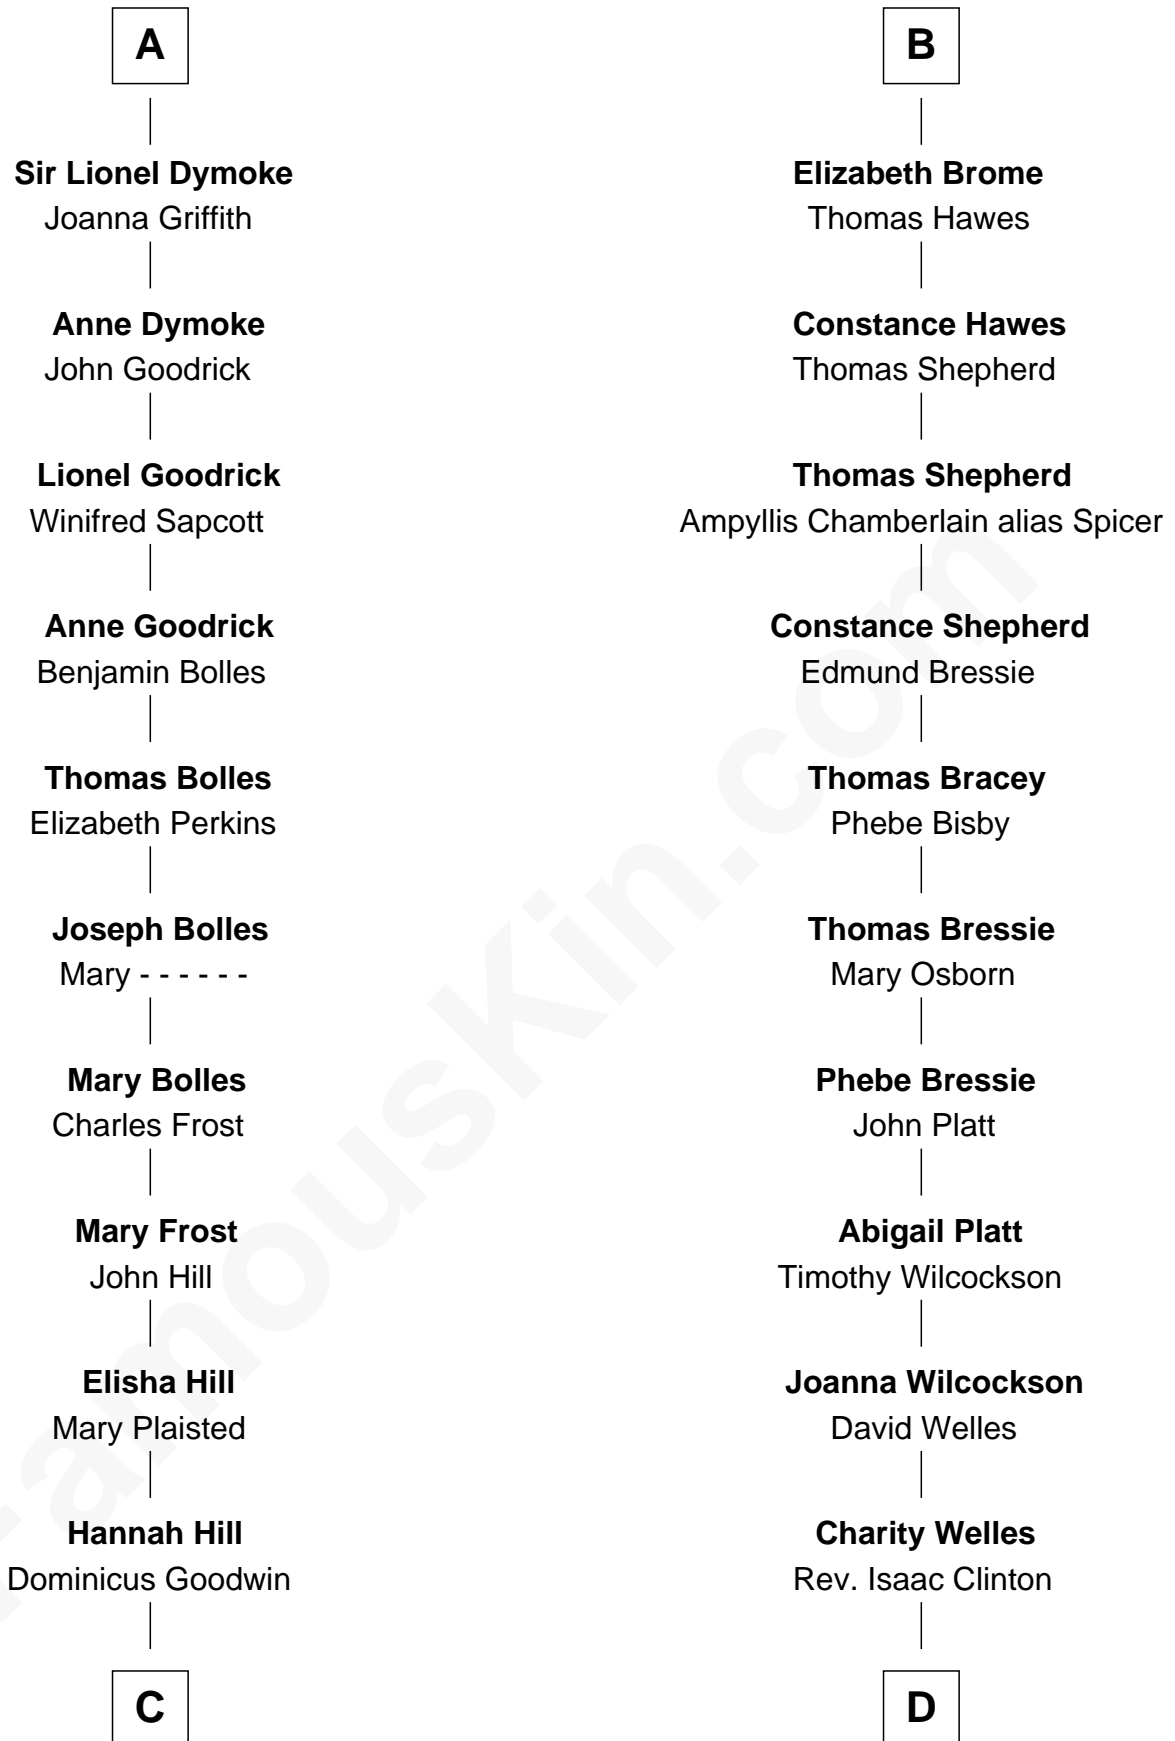 A
Sir Lionel Dymoke
Joanna Griffith
Anne Dymoke
John Goodrick
Lionel Goodrick
Winifred Sapcott
Anne Goodrick
Benjamin Bolles
Thomas Bolles
Elizabeth Perkins
Joseph Bolles
Mary - - - - - -
Mary Bolles
Charles Frost
Mary Frost
John Hill
Elisha Hill
Mary Plaisted
Hannah Hill
Dominicus Goodwin
C
B
Elizabeth Brome
Thomas Hawes
Constance Hawes
Thomas Shepherd
Thomas Shepherd
Ampyllis Chamberlain alias Spicer
Constance Shepherd
Edmund Bressie
Thomas Bracey
Phebe Bisby
Thomas Bressie
Mary Osborn
Phebe Bressie
John Platt
Abigail Platt
Timothy Wilcockson
Joanna Wilcockson
David Welles
Charity Welles
Rev. Isaac Clinton
D
FamousKin.com